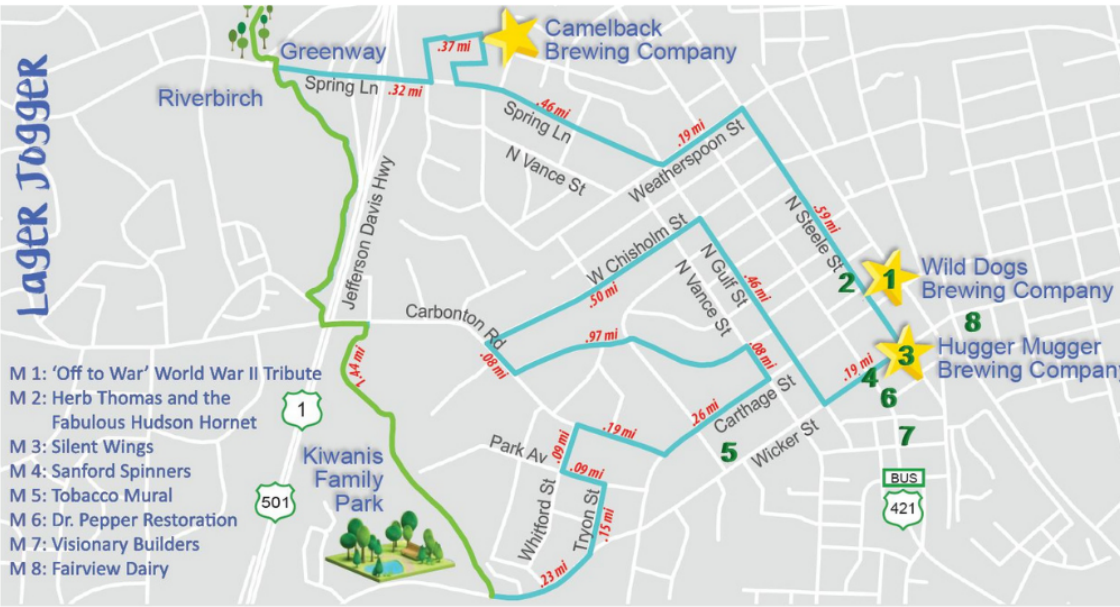 LAGER JOGGER
Greenway
Riverbirch
Camelback
Brewing Company
.37 mi
Spring Ln
.32 mi
.46 mi
Spring Ln
N Vance St
.19 mi
Weatherspoon St
Jefferson Davis Hwy
N Steele St
.59 mi
W Chisholm St
.50 mi
N Gulf St
.46 mi
N Vance St
2
1
Wild Dogs
Brewing Company
8
Carbonton Rd
.08 mi
.97 mi
.08 mi
3
Hugger Mugger
Brewing Company
.19 mi
4
6
7
1.44 mi
Carthage St
.26 mi
Wicker St
5
.19 mi
Park Av
.09 mi
.09 mi
Whitford St
Tryon St
.15 mi
.23 mi
BUS
421
M 1: ‘Off to War’ World War II Tribute
M 2: Herb Thomas and the
Fabulous Hudson Hornet
M 3: Silent Wings
M 4: Sanford Spinners
M 5: Tobacco Mural
M 6: Dr. Pepper Restoration
M 7: Visionary Builders
M 8: Fairview Dairy
1
501
Kiwanis
Family
Park